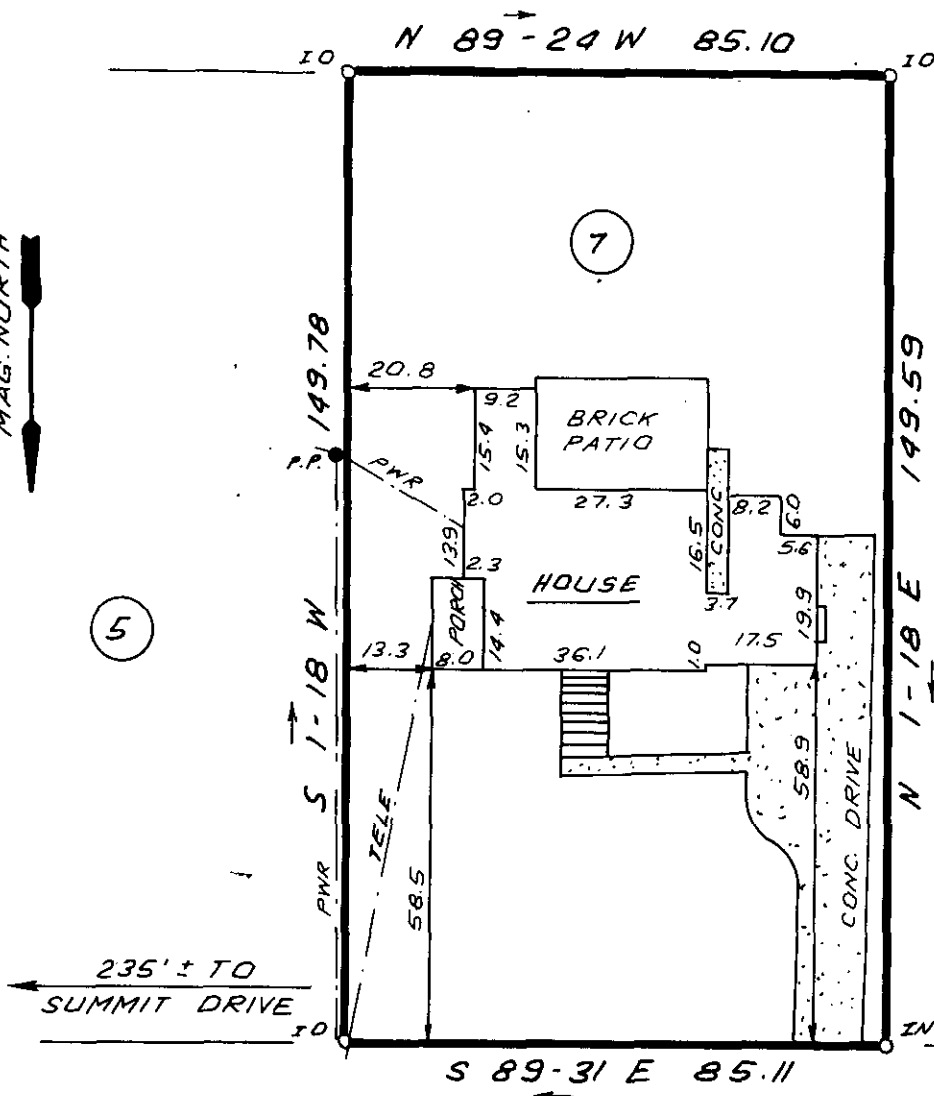 N 89-24 W 85.10
IO
IO
MAG. NORTH
7
149.78
149.59
20.8
9.2
BRICK
PATIO
15.4
15.3
P.P.
PWR
2.0
27.3
8.2
6.0
CONC
16.5
5.6
13.9
2.3
HOUSE
3.7
19.9
5
PORCH
14.4
13.3
8.0
36.1
1.0
17.5
S 1-18 W
N 1-18 E
TELE
58.5
58.9
CONC. DRIVE
PWR
235' ± TO
SUMMIT DRIVE
IO
IN
S 89-31 E 85.11